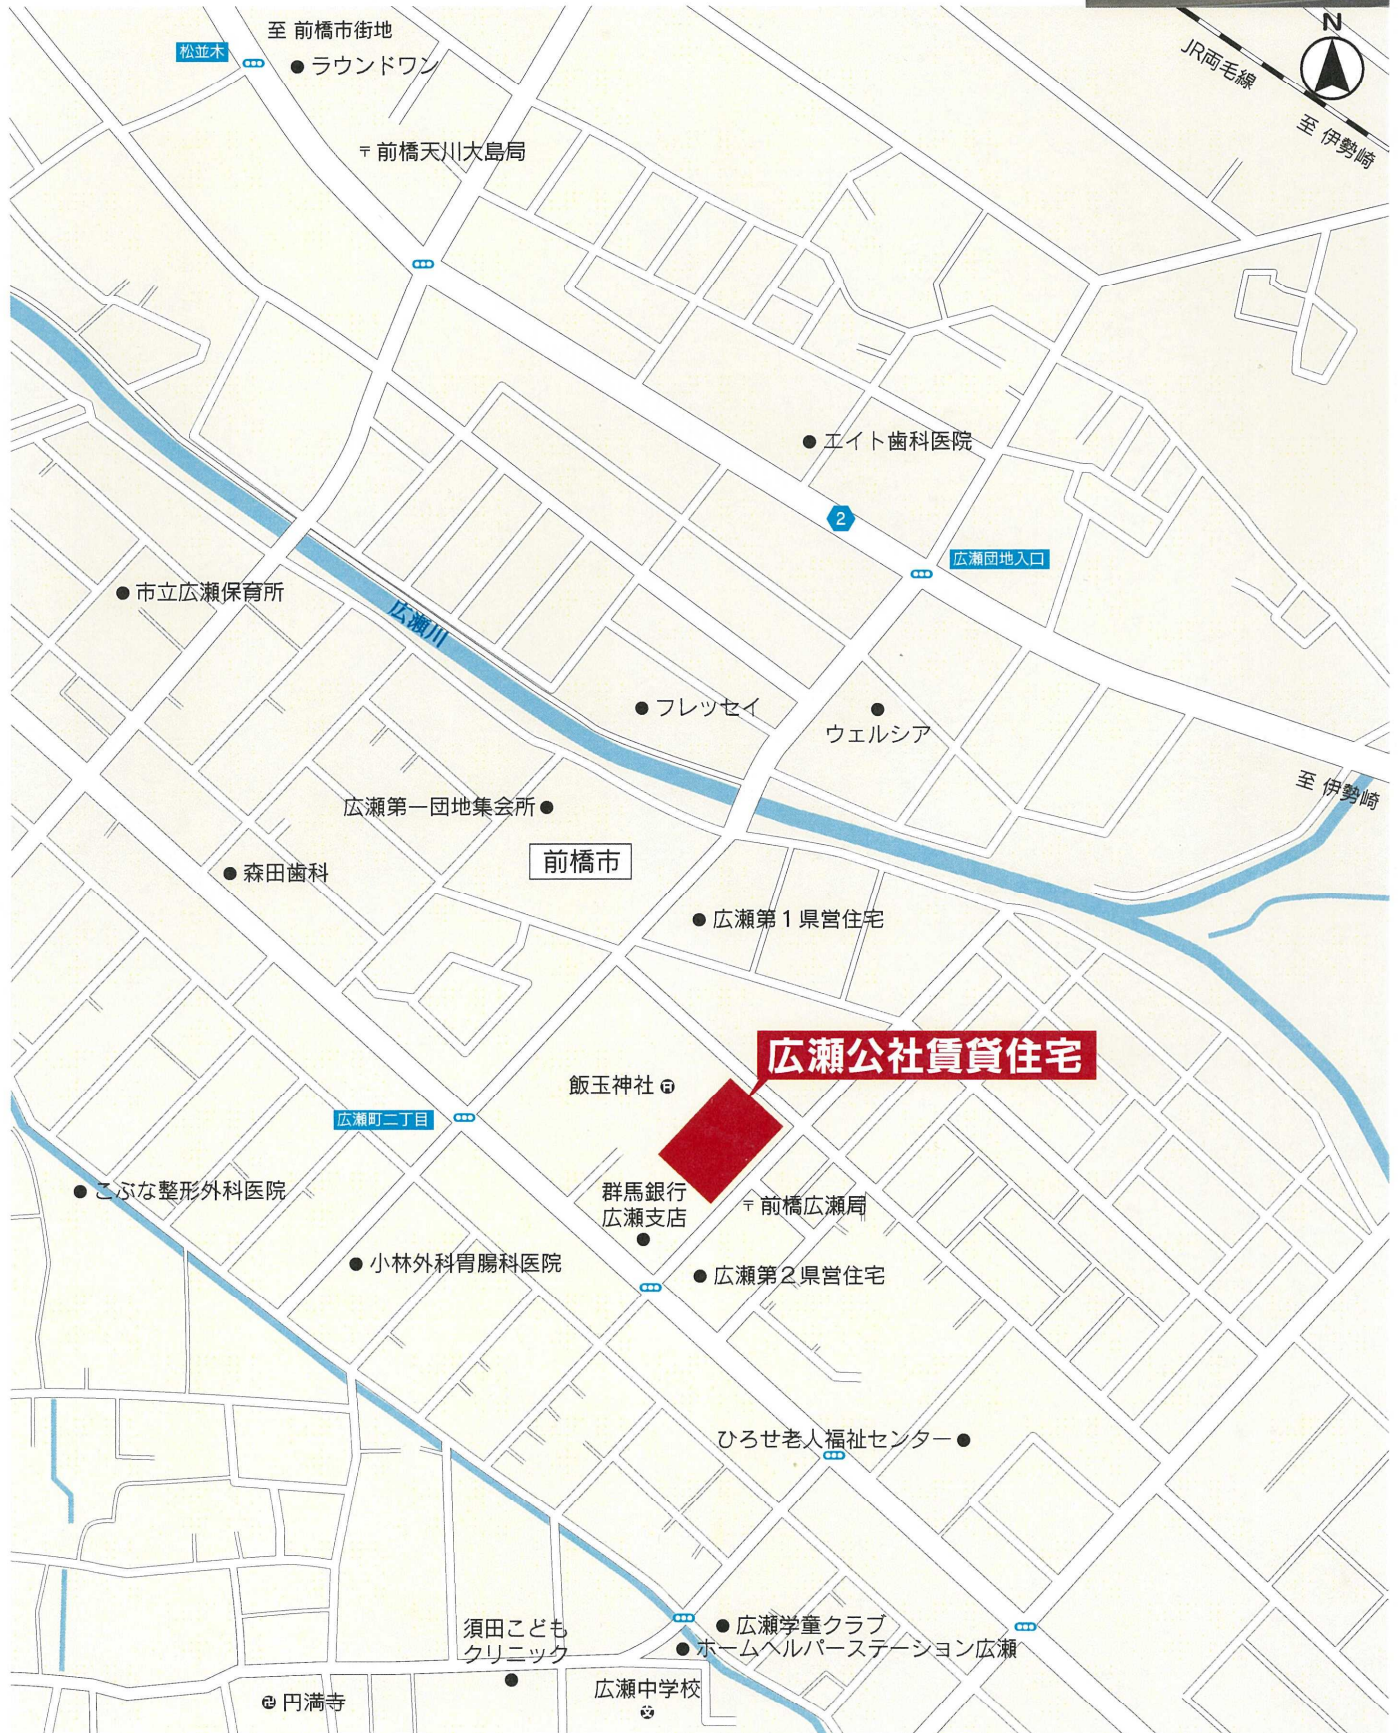 至 前橋市街地
松並木
ラウンドワン
N
JR両毛線
至 伊勢崎
〒前橋天川大島局
エイト歯科医院
2
広瀬団地入口
市立広瀬保育所
広瀬川
フレッセイ
ウェルシア
至 伊勢崎
広瀬第一団地集会所
前橋市
森田歯科
広瀬第1県営住宅
広瀬公社賃貸住宅
飯玉神社
広瀬町二丁目
こぶな整形外科医院
群馬銀行
広瀬支店
〒前橋広瀬局
小林外科胃腸科医院
広瀬第2県営住宅
ひろせ老人福祉センター
須田こども
クリニック
広瀬学童クラブ
ホームヘルパーステーション広瀬
広瀬中学校
文
卍円満寺